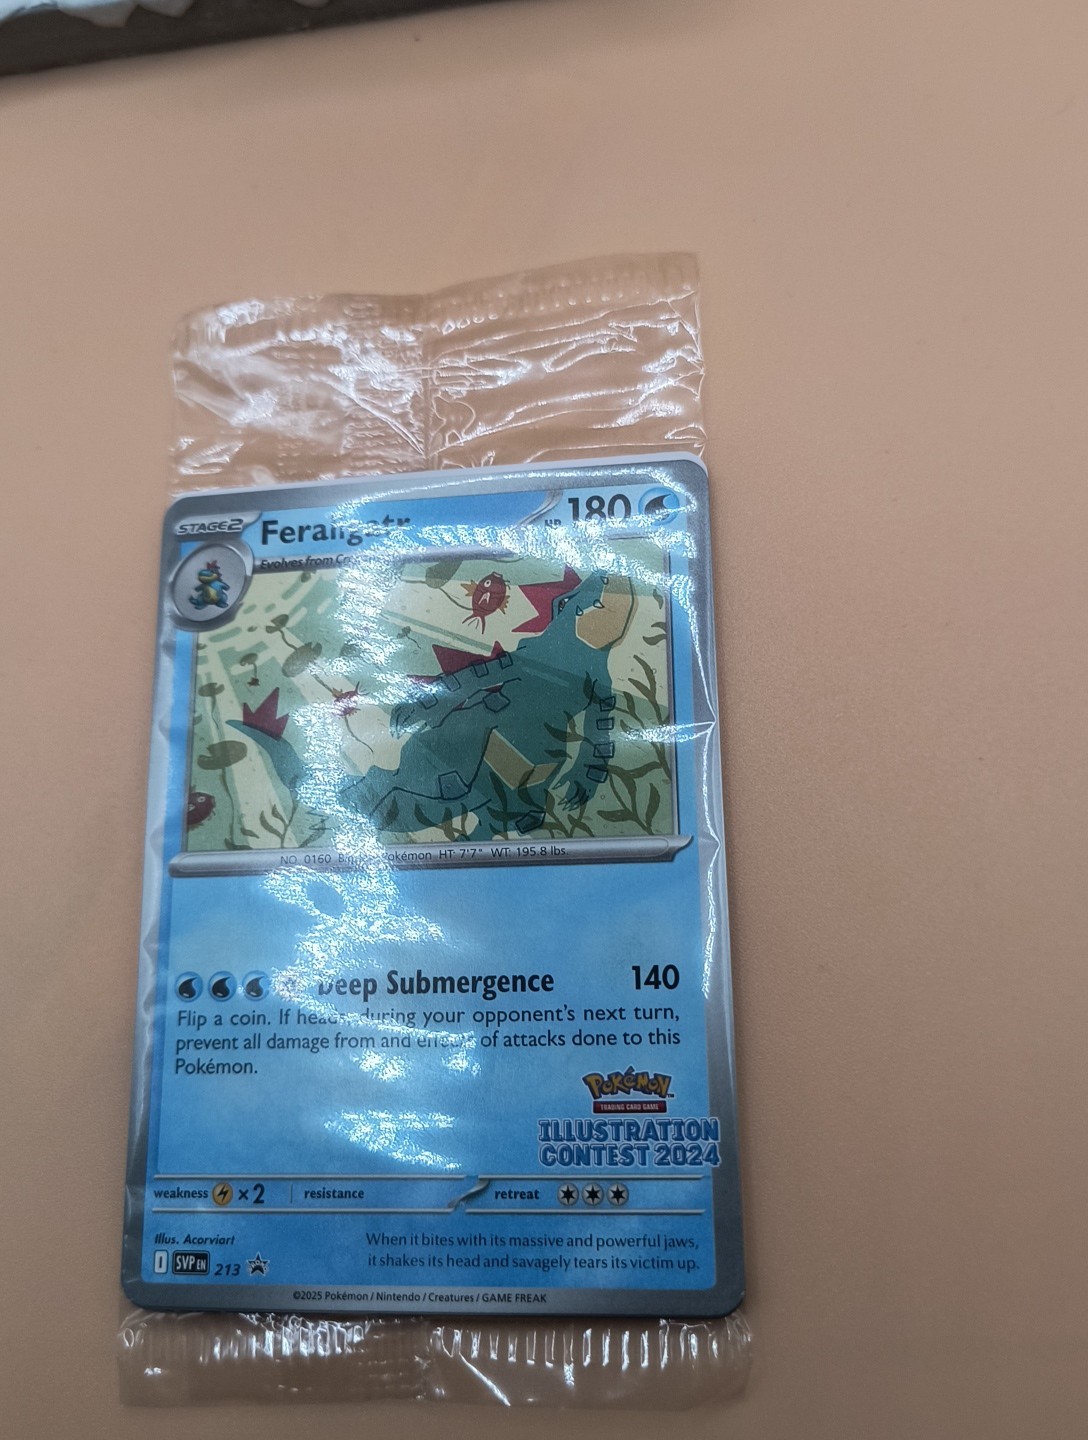 STAGE2 Feraligatr HP 180
Evolves from
NO. 0160 Pokémon HT: 7'7" WT: 195.8 lbs.
Deep Submergence 140
Flip a coin. If heads, during your opponent's next turn,
prevent all damage from and effects of attacks done to this
Pokémon.
POKÉMON
TRADING CARD GAME
ILLUSTRATION
CONTEST 2024
weakness ×2 resistance retreat
Illus. Acorviart
When it bites with its massive and powerful jaws,
it shakes its head and savagely tears its victim up.
I SVP EN 213 PROMO
©2025 Pokémon / Nintendo / Creatures / GAME FREAK